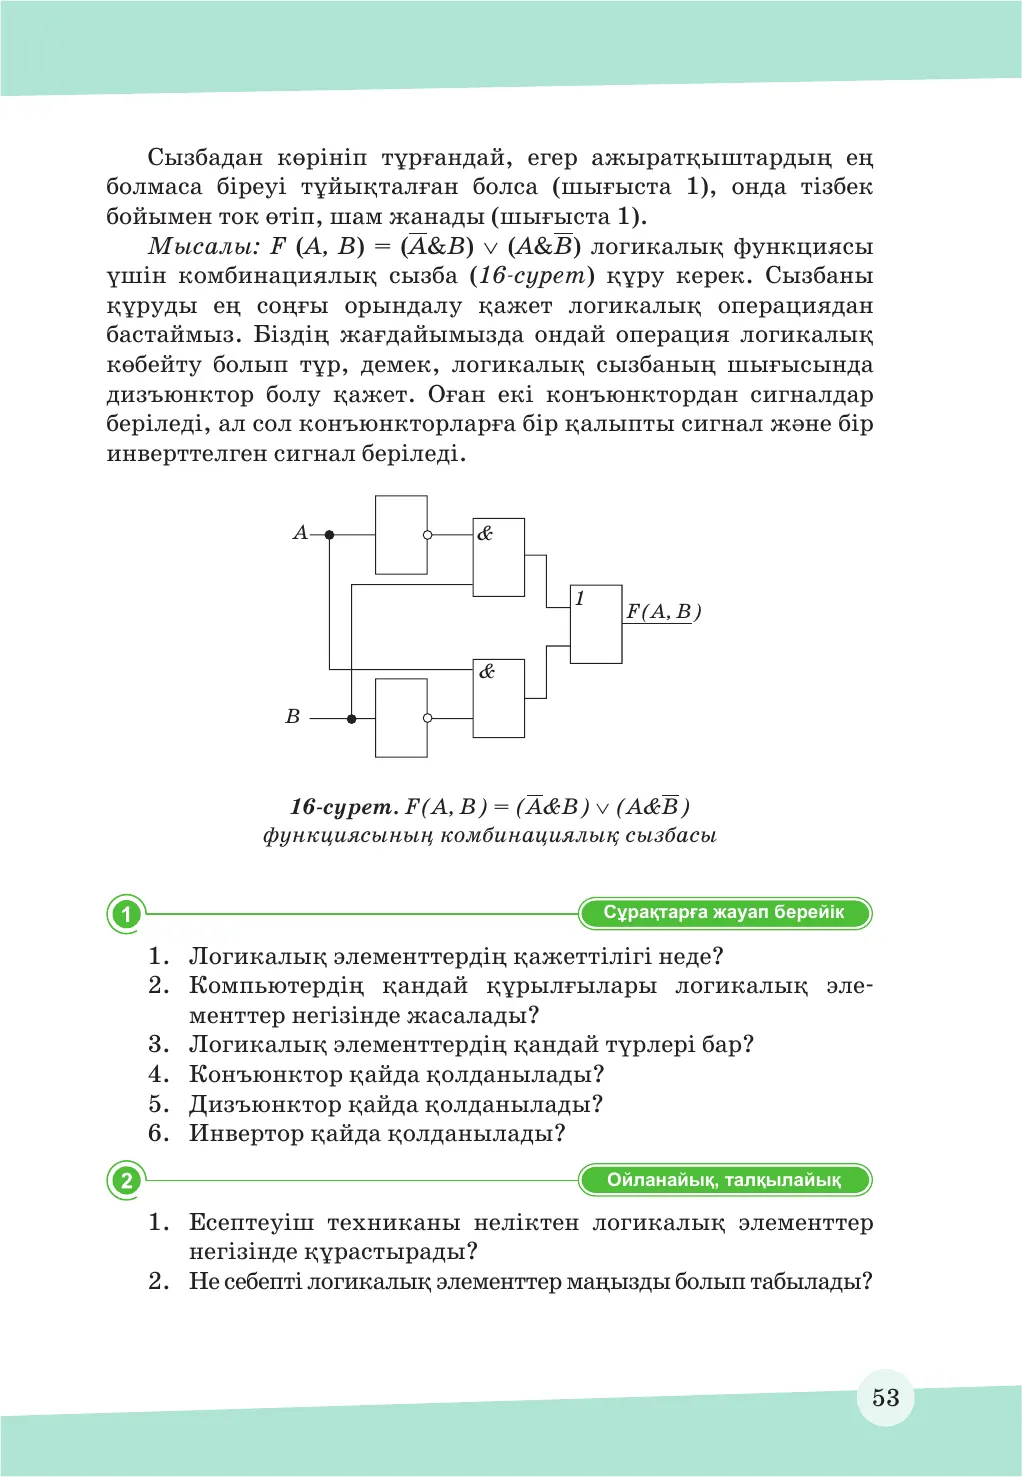 Сызбадан көрініп тұрғандай, егер ажыратқыштардың ең
болмаса біреуі тұйықталған болса (шығыста 1), онда тізбек
бойымен ток өтіп, шам жанады (шығыста 1).
Мысалы: F (A, B) = (A̅&B) ∨ (A&B̅) логикалық функциясы
үшін комбинациялық сызба (16-сурет) құру керек. Сызбаны
құруды ең соңғы орындалу қажет логикалық операциядан
бастаймыз. Біздің жағдайымызда ондай операция логикалық
көбейту болып тұр, демек, логикалық сызбаның шығысында
дизъюнктор болу қажет. Оған екі конъюнктордан сигналдар
беріледі, ал сол конъюнкторларға бір қалыпты сигнал және бір
инверттелген сигнал беріледі.
A
&
1
F(A, B)
&
B
16-сурет. F(A, B) = (A̅&B) ∨ (A&B̅)
функциясының комбинациялық сызбасы
1 Сұрақтарға жауап берейік
1. Логикалық элементтердің қажеттілігі неде?
2. Компьютердің қандай құрылғылары логикалық эле-
менттер негізінде жасалады?
3. Логикалық элементтердің қандай түрлері бар?
4. Конъюнктор қайда қолданылады?
5. Дизъюнктор қайда қолданылады?
6. Инвертор қайда қолданылады?
2 Ойланайық, талқылайық
1. Есептеуіш техниканы неліктен логикалық элементтер
негізінде құрастырады?
2. Не себепті логикалық элементтер маңызды болып табылады?
53